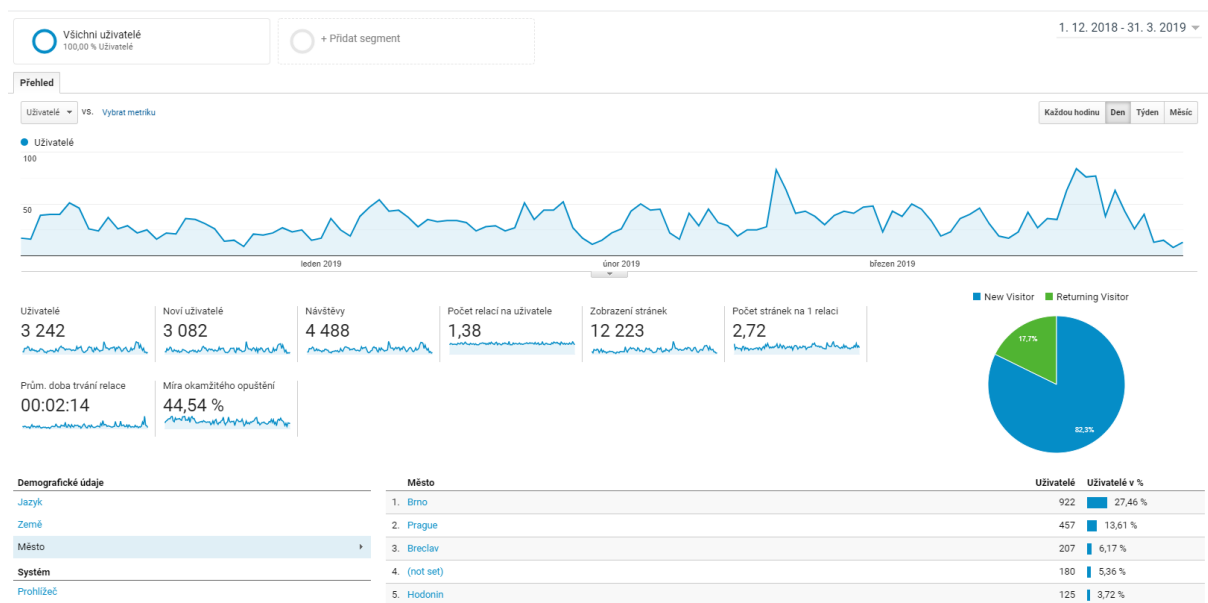 Všichni uživatelé
100,00 % Uživatelé
+ Přidat segment
1. 12. 2018 - 31. 3. 2019
Přehled
Uživatelé VS. Vybrat metriku
Každou hodinu Den Týden Měsíc
Uživatelé
100
50
leden 2019 únor 2019 březen 2019
New Visitor Returning Visitor
Uživatelé Noví uživatelé Návštěvy Počet relací na uživatele Zobrazení stránek Počet stránek na 1 relaci
3 242 3 082 4 488 1,38 12 223 2,72
17,7%
82,3%
Prům. doba trvání relace Míra okamžitého opuštění
00:02:14 44,54 %
Demografické údaje
Jazyk
Země
Město
Systém
Prohlížeč
Město Uživatelé Uživatelé v %
1. Brno 922 27,46 %
2. Prague 457 13,61 %
3. Breclav 207 6,17 %
4. (not set) 180 5,36 %
5. Hodonin 125 3,72 %